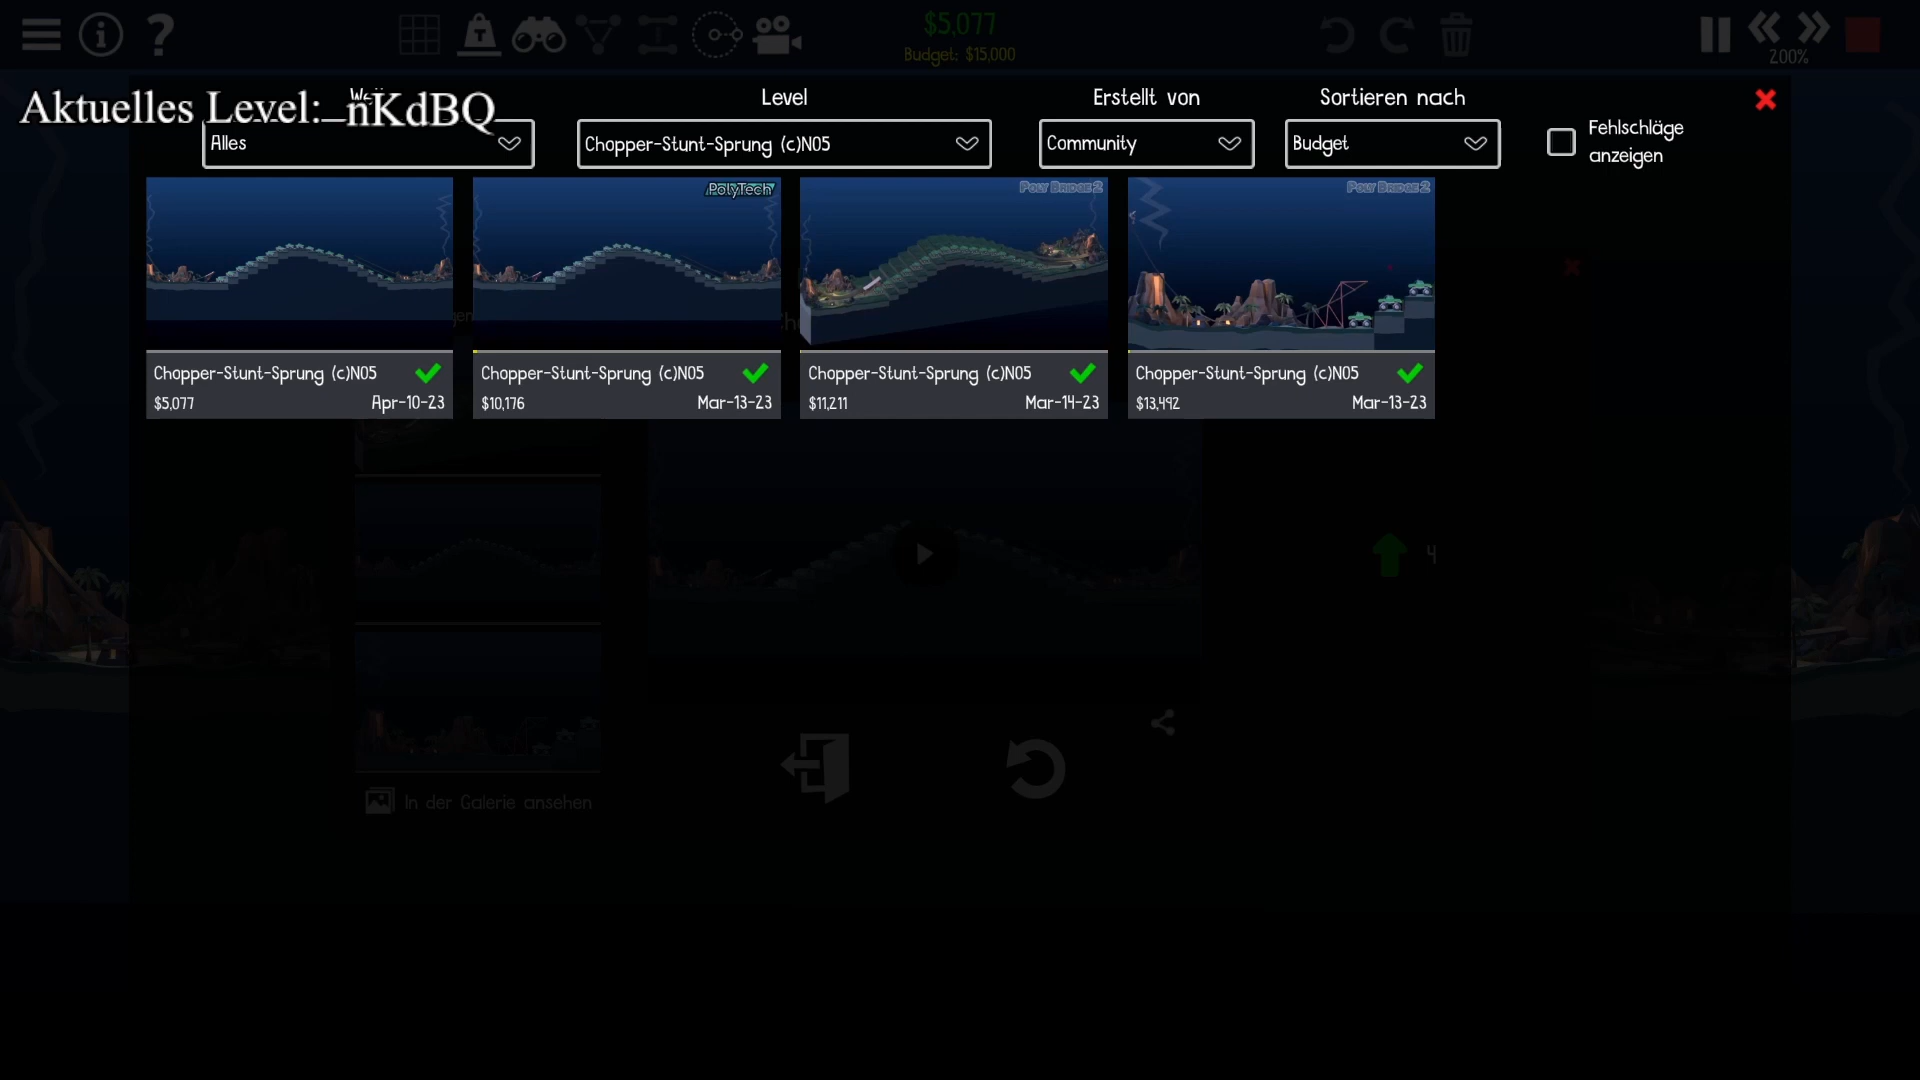 $5,077
Budget: $15,000
200%
Aktuelles Level: nKdBQ
Level
Erstellt von
Sortieren nach
Alles
Chopper-Stunt-Sprung (c)N05
Community
Budget
Fehlschläge
anzeigen
PolyTech
Poly Bridge 2
Poly Bridge 2
Chopper-Stunt-Sprung (c)N05
$5,077
Apr-10-23
Chopper-Stunt-Sprung (c)N05
$10,176
Mar-13-23
Chopper-Stunt-Sprung (c)N05
$11,211
Mar-14-23
Chopper-Stunt-Sprung (c)N05
$13,492
Mar-13-23
4
In der Galerie ansehen